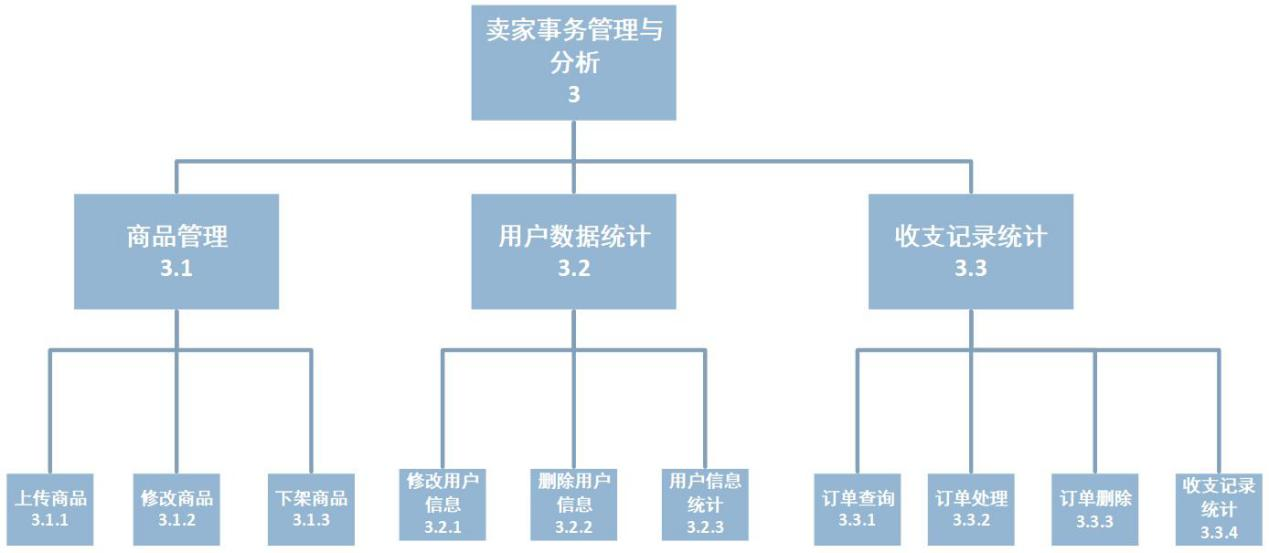 卖家事务管理与
分析
3
商品管理
3.1
用户数据统计
3.2
收支记录统计
3.3
上传商品
3.1.1
修改商品
3.1.2
下架商品
3.1.3
修改用户
信息
3.2.1
删除用户
信息
3.2.2
用户信息
统计
3.2.3
订单查询
3.3.1
订单处理
3.3.2
订单删除
3.3.3
收支记录
统计
3.3.4